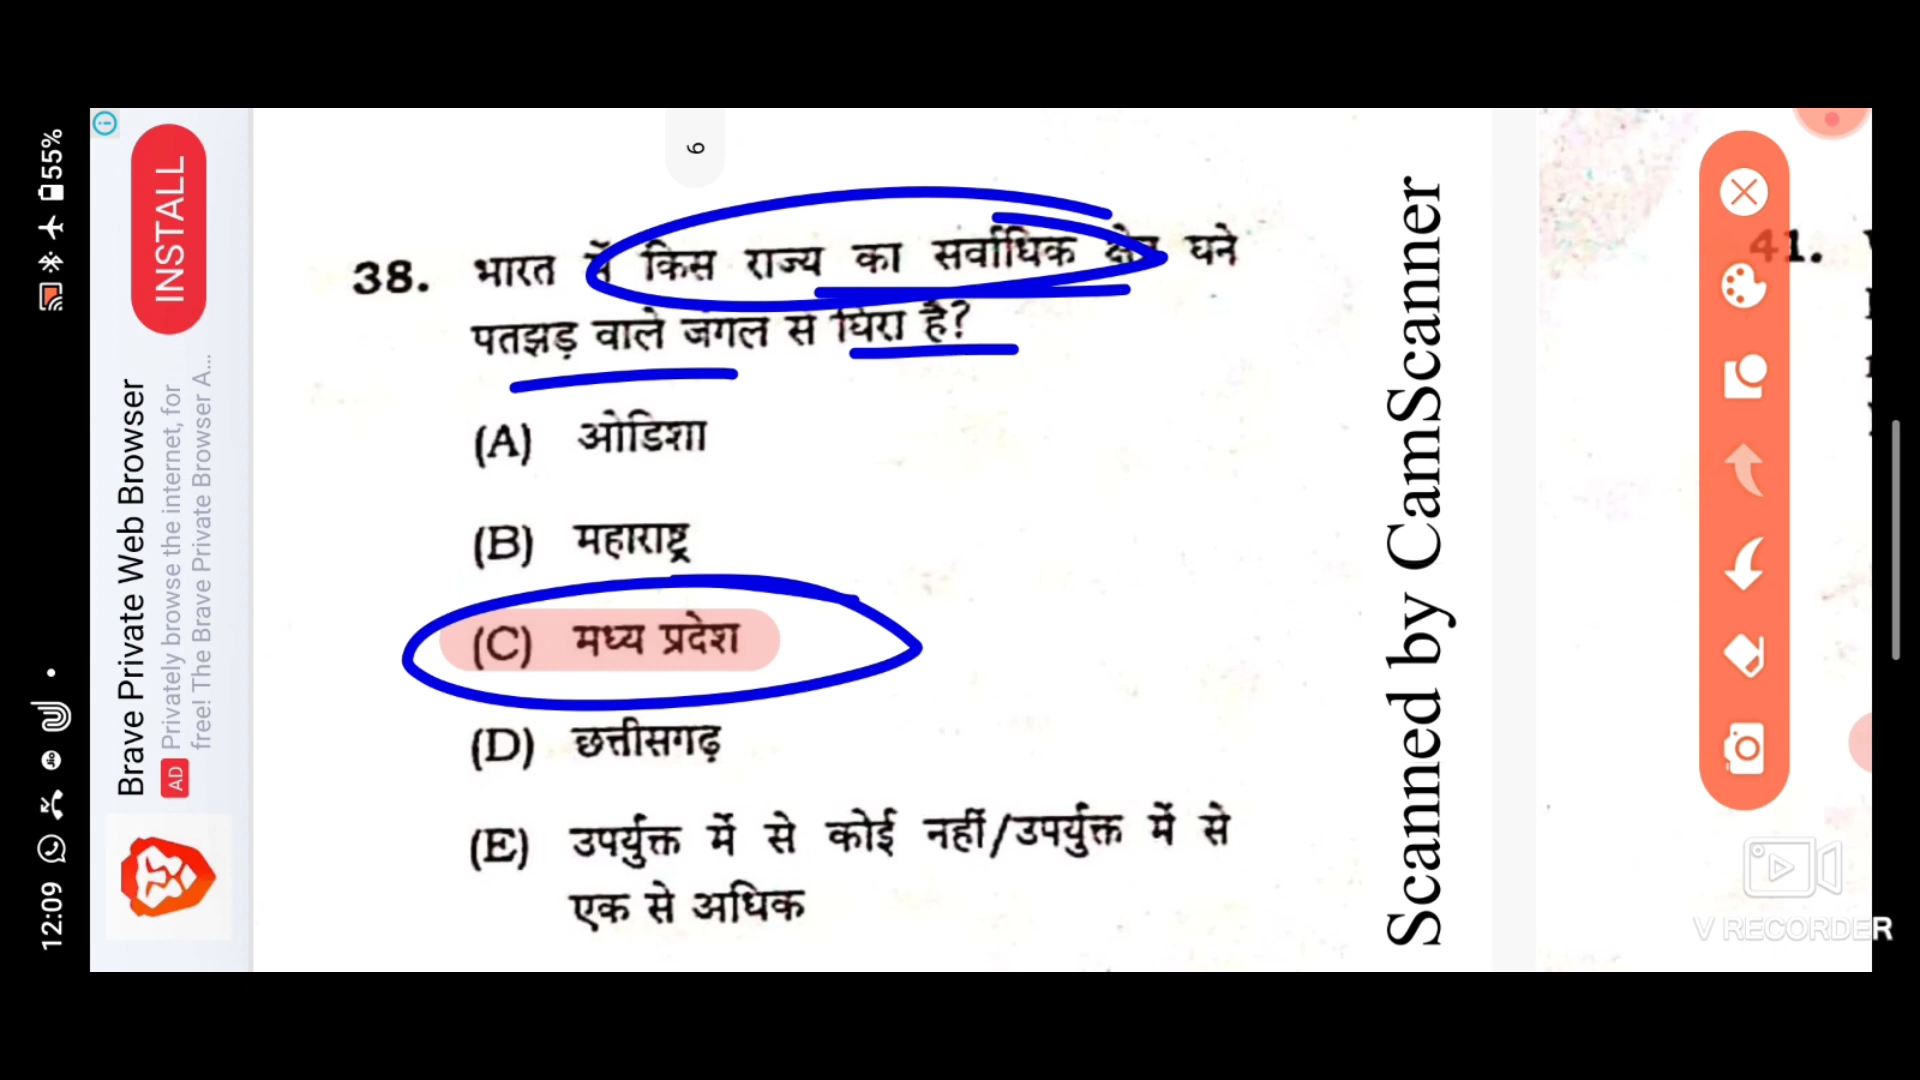 12:09
55%
INSTALL
Brave Private Web Browser
AD Privately browse the internet, for
free! The Brave Private Browser A...
6
38. भारत में किस राज्य का सर्वाधिक क्षेत्र घने
पतझड़ वाले जंगल से घिरा है?
(A) ओडिशा
(B) महाराष्ट्र
(C) मध्य प्रदेश
(D) छत्तीसगढ़
(E) उपर्युक्त में से कोई नहीं/उपर्युक्त में से
एक से अधिक
Scanned by CamScanner
41.
V RECORDER